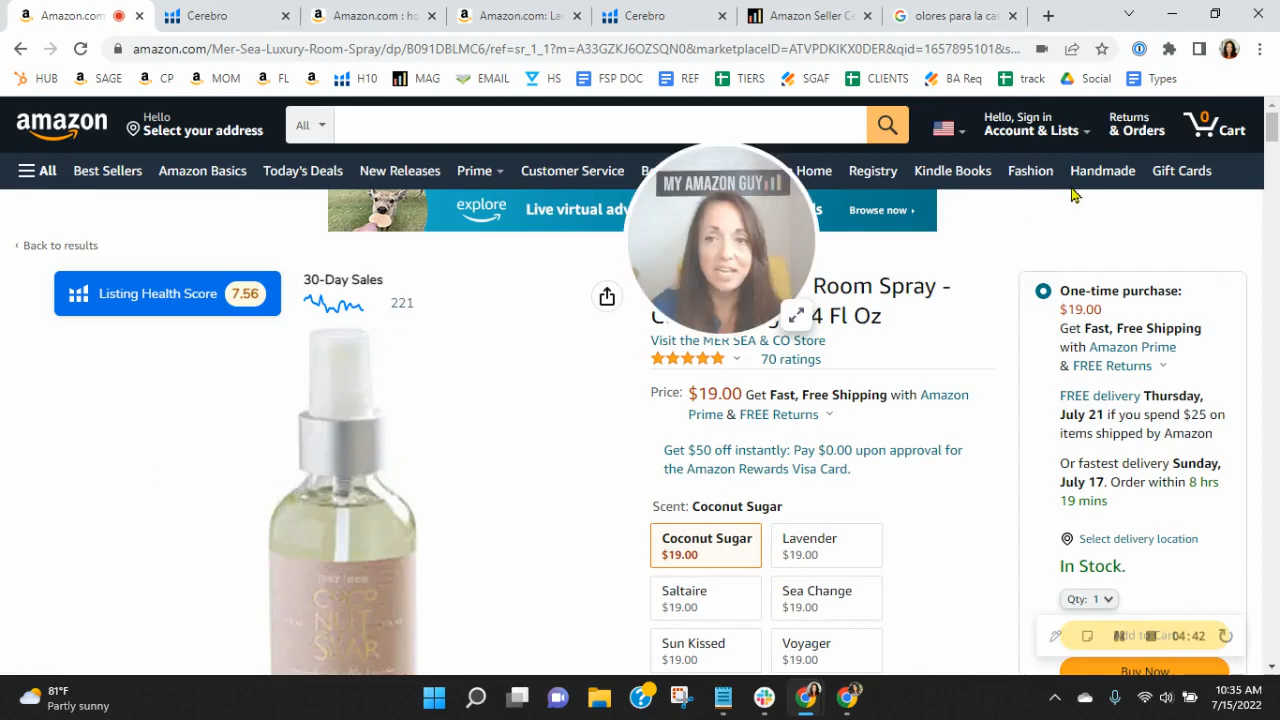 Amazon.com
Cerebro
Amazon.com : ho
Amazon.com: La
Cerebro
Amazon Seller Ce
olores para la cas
amazon.com/Mer-Sea-Luxury-Room-Spray/dp/B091DBLMC6/ref=sr_1_1?m=A33GZKJ6OZSQN0&marketplaceID=ATVPDKIKX0DER&qid=1657895101&s...
HUB
SAGE
CP
MOM
FL
H10
MAG
EMAIL
HS
FSP DOC
REF
TIERS
SGAF
CLIENTS
BA Req
track
Social
Types
amazon
Hello
Select your address
All
Hello, Sign in
Account & Lists
Returns
& Orders
0
Cart
All
Best Sellers
Amazon Basics
Today's Deals
New Releases
Prime
Customer Service
Home
Registry
Kindle Books
Fashion
Handmade
Gift Cards
MY AMAZON GUY
explore
Live virtual adv
Browse now ›
‹ Back to results
Listing Health Score 7.56
30-Day Sales
221
Room Spray -
4 Fl Oz
Visit the MER SEA & CO Store
70 ratings
Price: $19.00 Get Fast, Free Shipping with Amazon
Prime & FREE Returns
Get $50 off instantly: Pay $0.00 upon approval for
the Amazon Rewards Visa Card.
Scent: Coconut Sugar
Coconut Sugar
$19.00
Lavender
$19.00
Saltaire
$19.00
Sea Change
$19.00
Sun Kissed
$19.00
Voyager
$19.00
One-time purchase:
$19.00
Get Fast, Free Shipping
with Amazon Prime
& FREE Returns
FREE delivery Thursday,
July 21 if you spend $25 on
items shipped by Amazon
Or fastest delivery Sunday,
July 17. Order within 8 hrs
19 mins
Select delivery location
In Stock.
Qty: 1
Add to Cart
04:42
Buy Now
mer|sea
COCO
NUT
SUGAR
81°F
Partly sunny
10:35 AM
7/15/2022